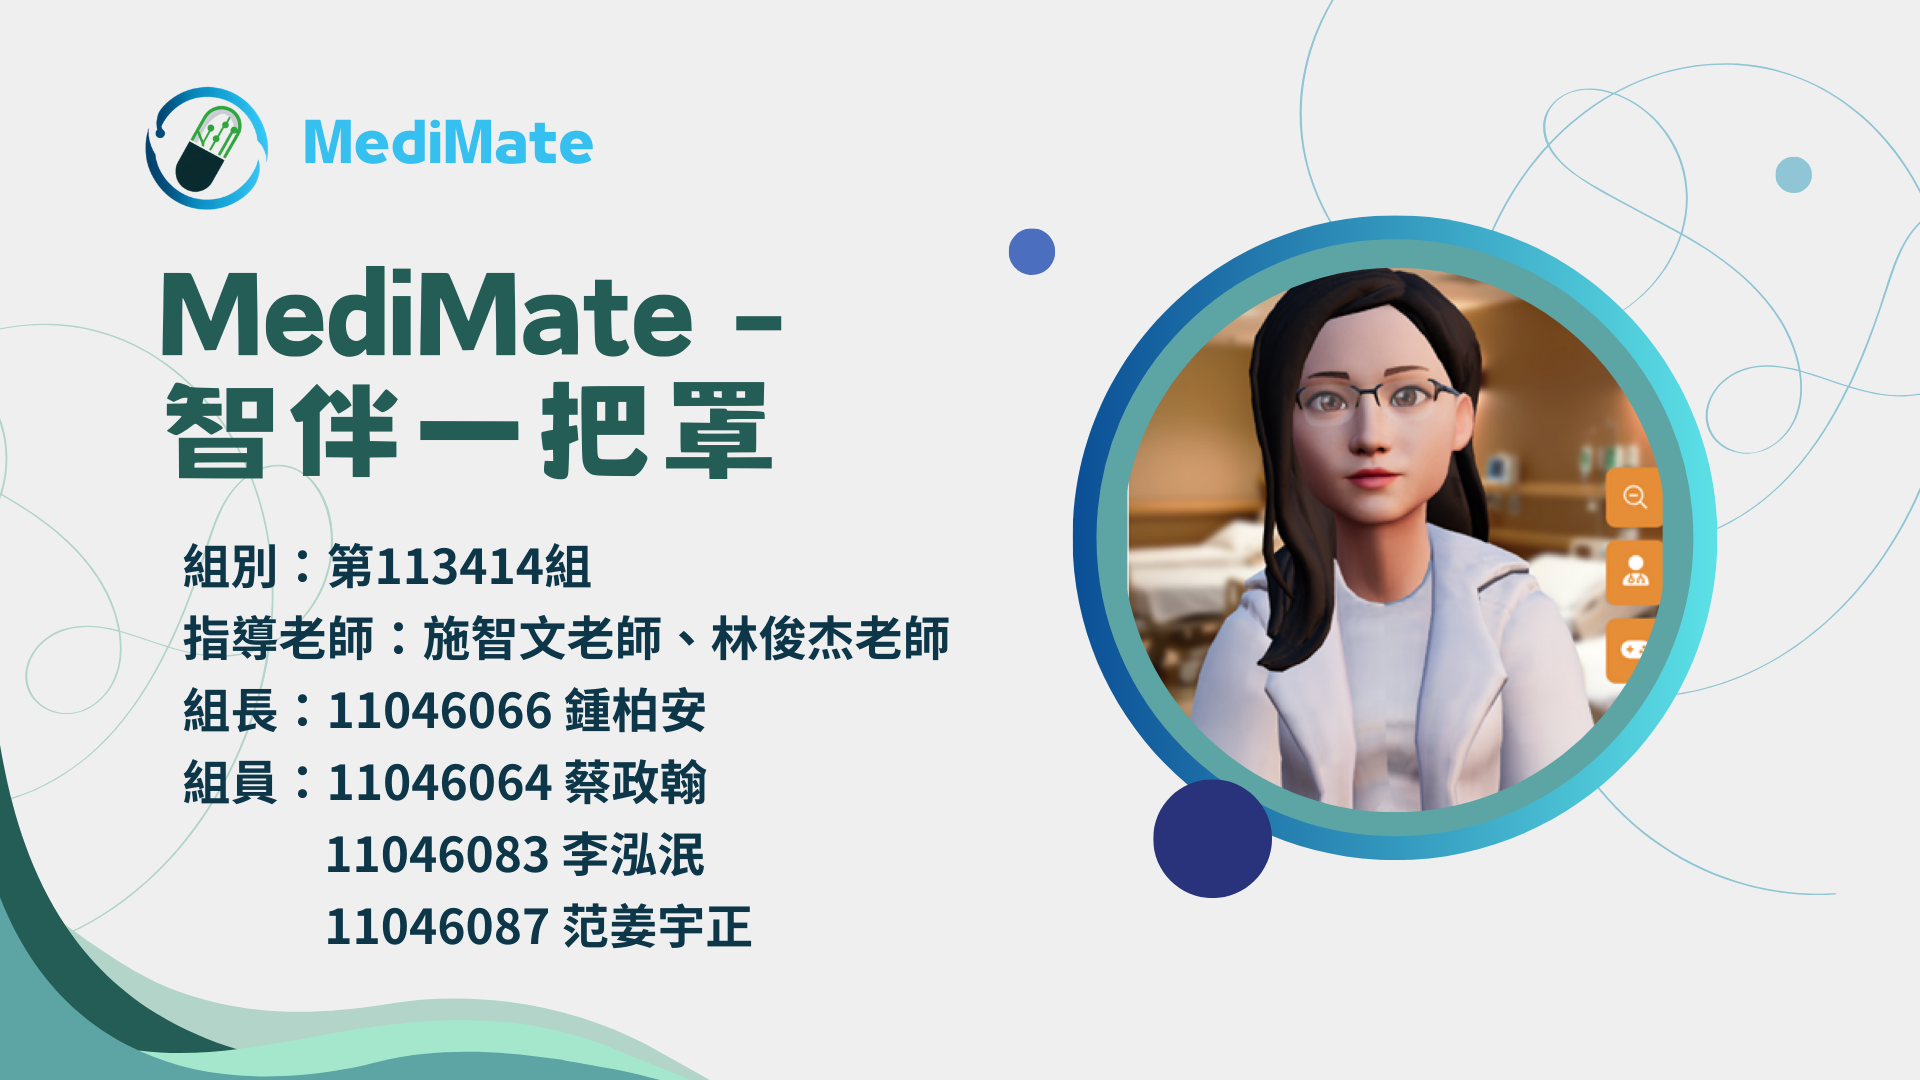 MediMate
MediMate -
智伴一把罩
組別：第113414組
指導老師：施智文老師、林俊杰老師
組長：11046066 鍾柏安
組員：11046064 蔡政翰
11046083 李泓泯
11046087 范姜宇正